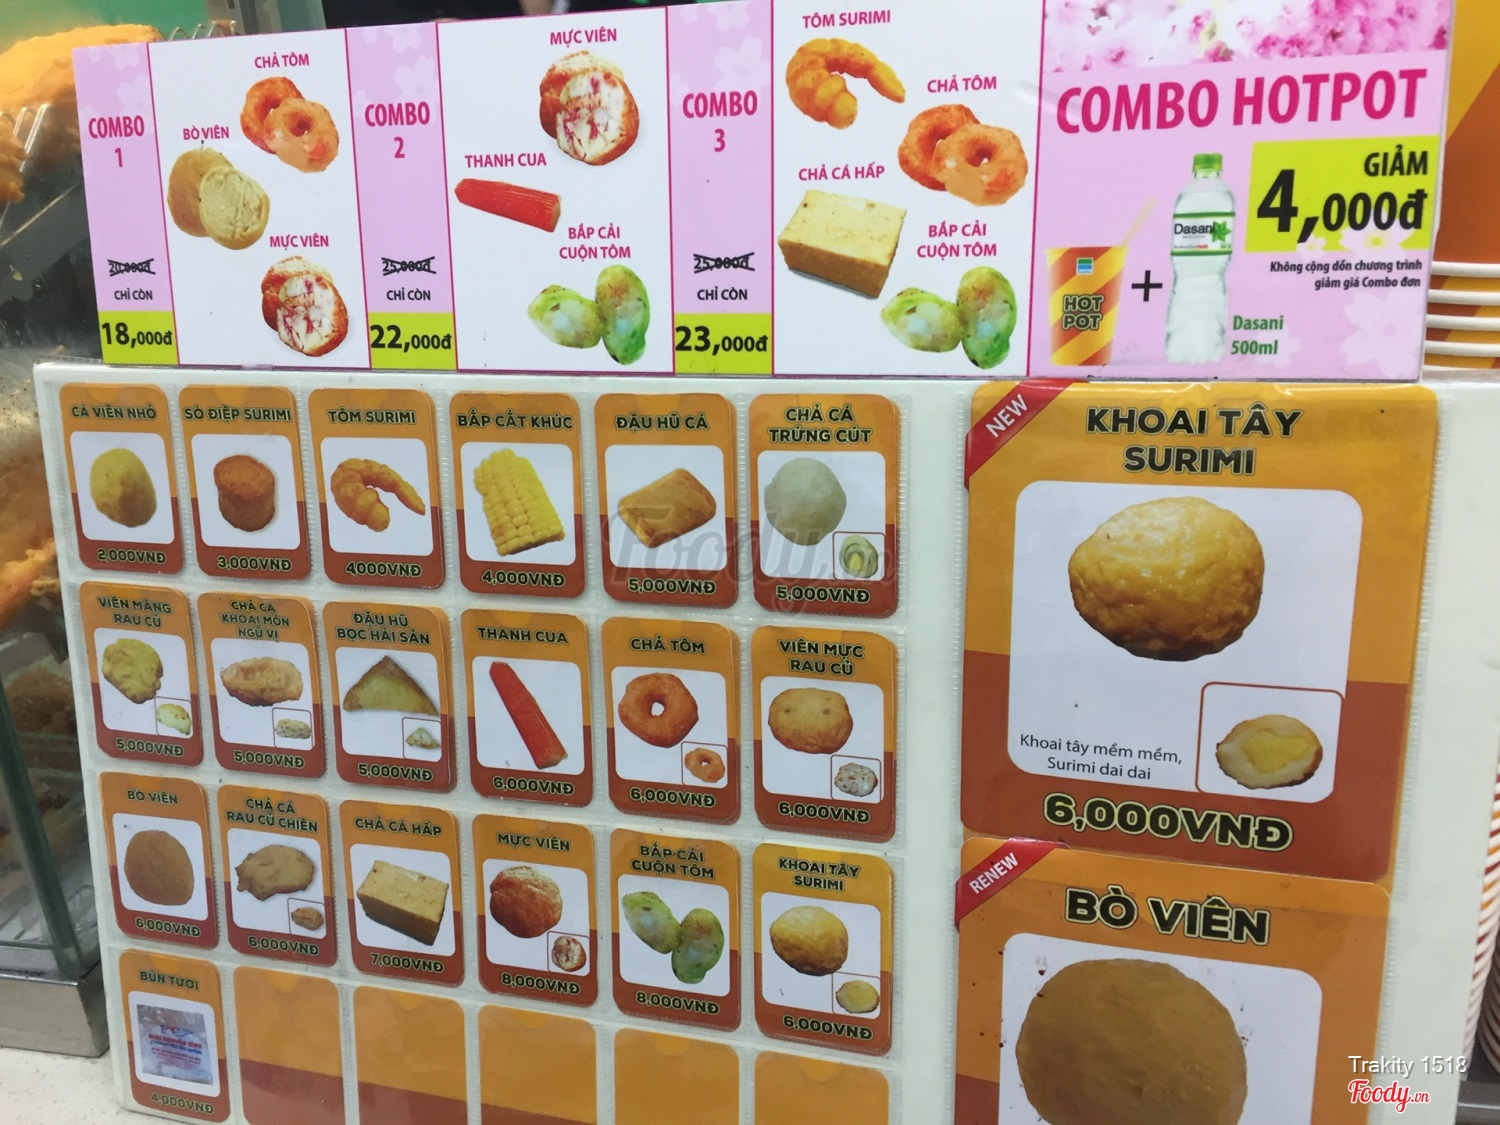 COMBO
1
20,000đ
CHỈ CÒN
18,000đ
CHẢ TÔM
BÒ VIÊN
MỰC VIÊN
COMBO
2
25,000đ
CHỈ CÒN
22,000đ
MỰC VIÊN
THANH CUA
BẮP CẢI
CUỘN TÔM
COMBO
3
25,000đ
CHỈ CÒN
23,000đ
TÔM SURIMI
CHẢ TÔM
CHẢ CÁ HẤP
BẮP CẢI
CUỘN TÔM
COMBO HOTPOT
GIẢM
4,000đ
Không cộng dồn chương trình
giảm giá Combo đơn
HOT
POT
+
Dasani
Dasani
500ml
CÁ VIÊN NHỎ
2,000VNĐ
SÒ ĐIỆP SURIMI
3,000VNĐ
TÔM SURIMI
4,000VNĐ
BẮP CẮT KHÚC
4,000VNĐ
ĐẬU HŨ CÁ
5,000VNĐ
CHẢ CÁ
TRỨNG CÚT
5,000VNĐ
VIÊN MĂNG
RAU CỦ
5,000VNĐ
CHẢ CÁ
KHOAI MÔN
NGŨ VỊ
5,000VNĐ
ĐẬU HŨ
BỌC HẢI SẢN
5,000VNĐ
THANH CUA
6,000VNĐ
CHẢ TÔM
6,000VNĐ
VIÊN MỰC
RAU CỦ
6,000VNĐ
BÒ VIÊN
6,000VNĐ
CHẢ CÁ
RAU CỦ CHIÊN
6,000VNĐ
CHẢ CÁ HẤP
7,000VNĐ
MỰC VIÊN
8,000VNĐ
BẮP CẢI
CUỘN TÔM
8,000VNĐ
KHOAI TÂY
SURIMI
6,000VNĐ
BÚN TƯƠI
4,000VNĐ
NEW
KHOAI TÂY
SURIMI
Khoai tây mềm mềm,
Surimi dai dai
6,000VNĐ
RENEW
BÒ VIÊN
Foody.vn
Trakity 1518
Foody.vn